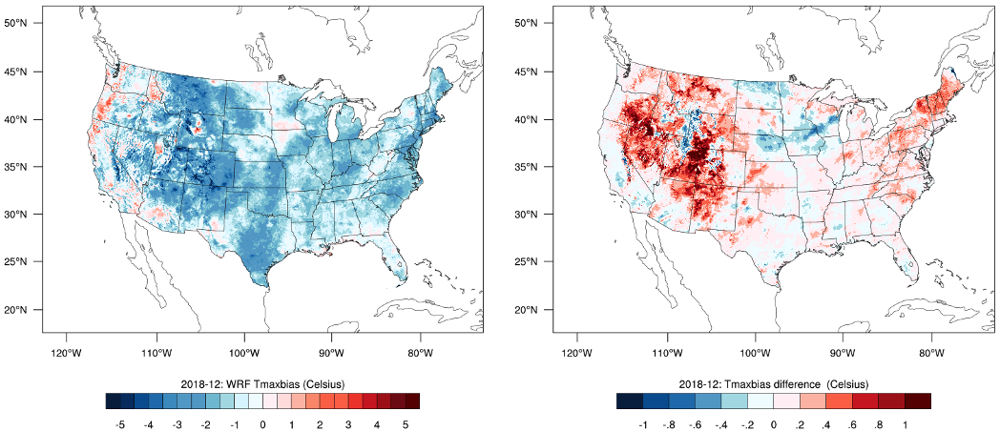 50°N
45°N
40°N
35°N
30°N
25°N
20°N
120°W 110°W 100°W 90°W 80°W
2018-12: WRF Tmaxbias (Celsius)
-5 -4 -3 -2 -1 0 1 2 3 4 5
50°N
45°N
40°N
35°N
30°N
25°N
20°N
120°W 110°W 100°W 90°W 80°W
2018-12: Tmaxbias difference (Celsius)
-1 -.8 -.6 -.4 -.2 0 .2 .4 .6 .8 1